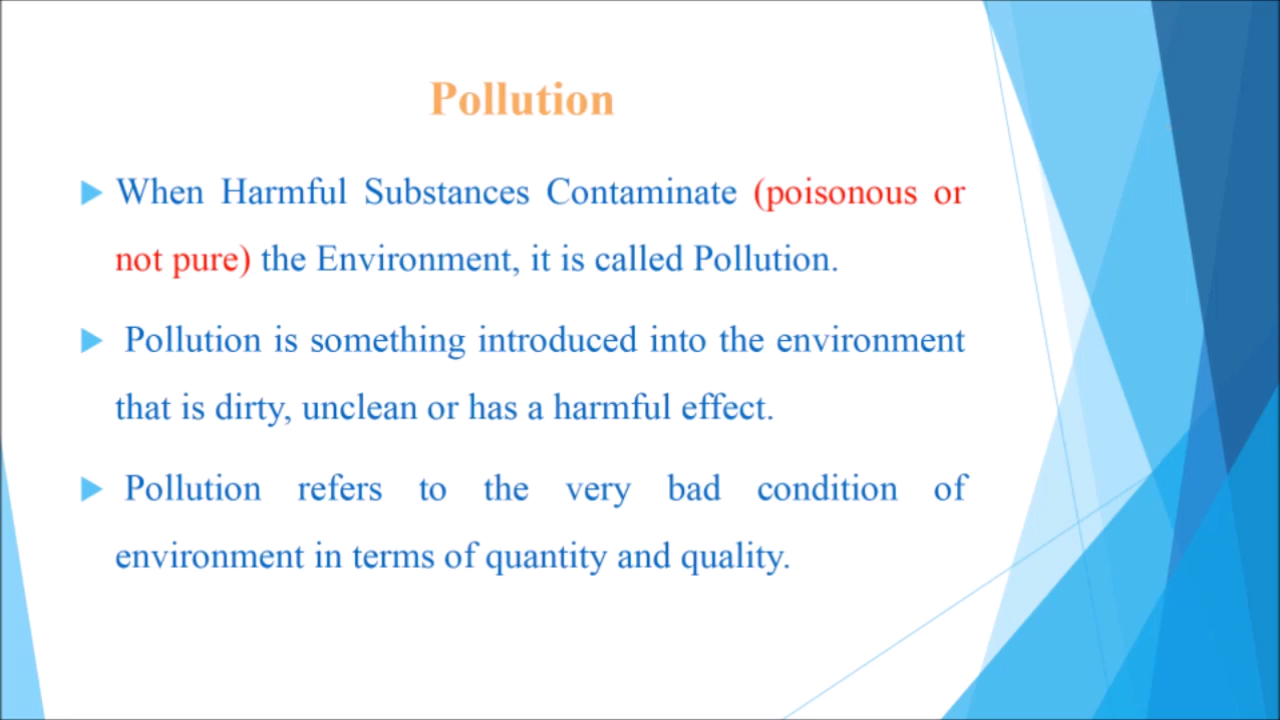 Pollution
When Harmful Substances Contaminate (poisonous or
not pure) the Environment, it is called Pollution.
Pollution is something introduced into the environment
that is dirty, unclean or has a harmful effect.
Pollution refers to the very bad condition of
environment in terms of quantity and quality.